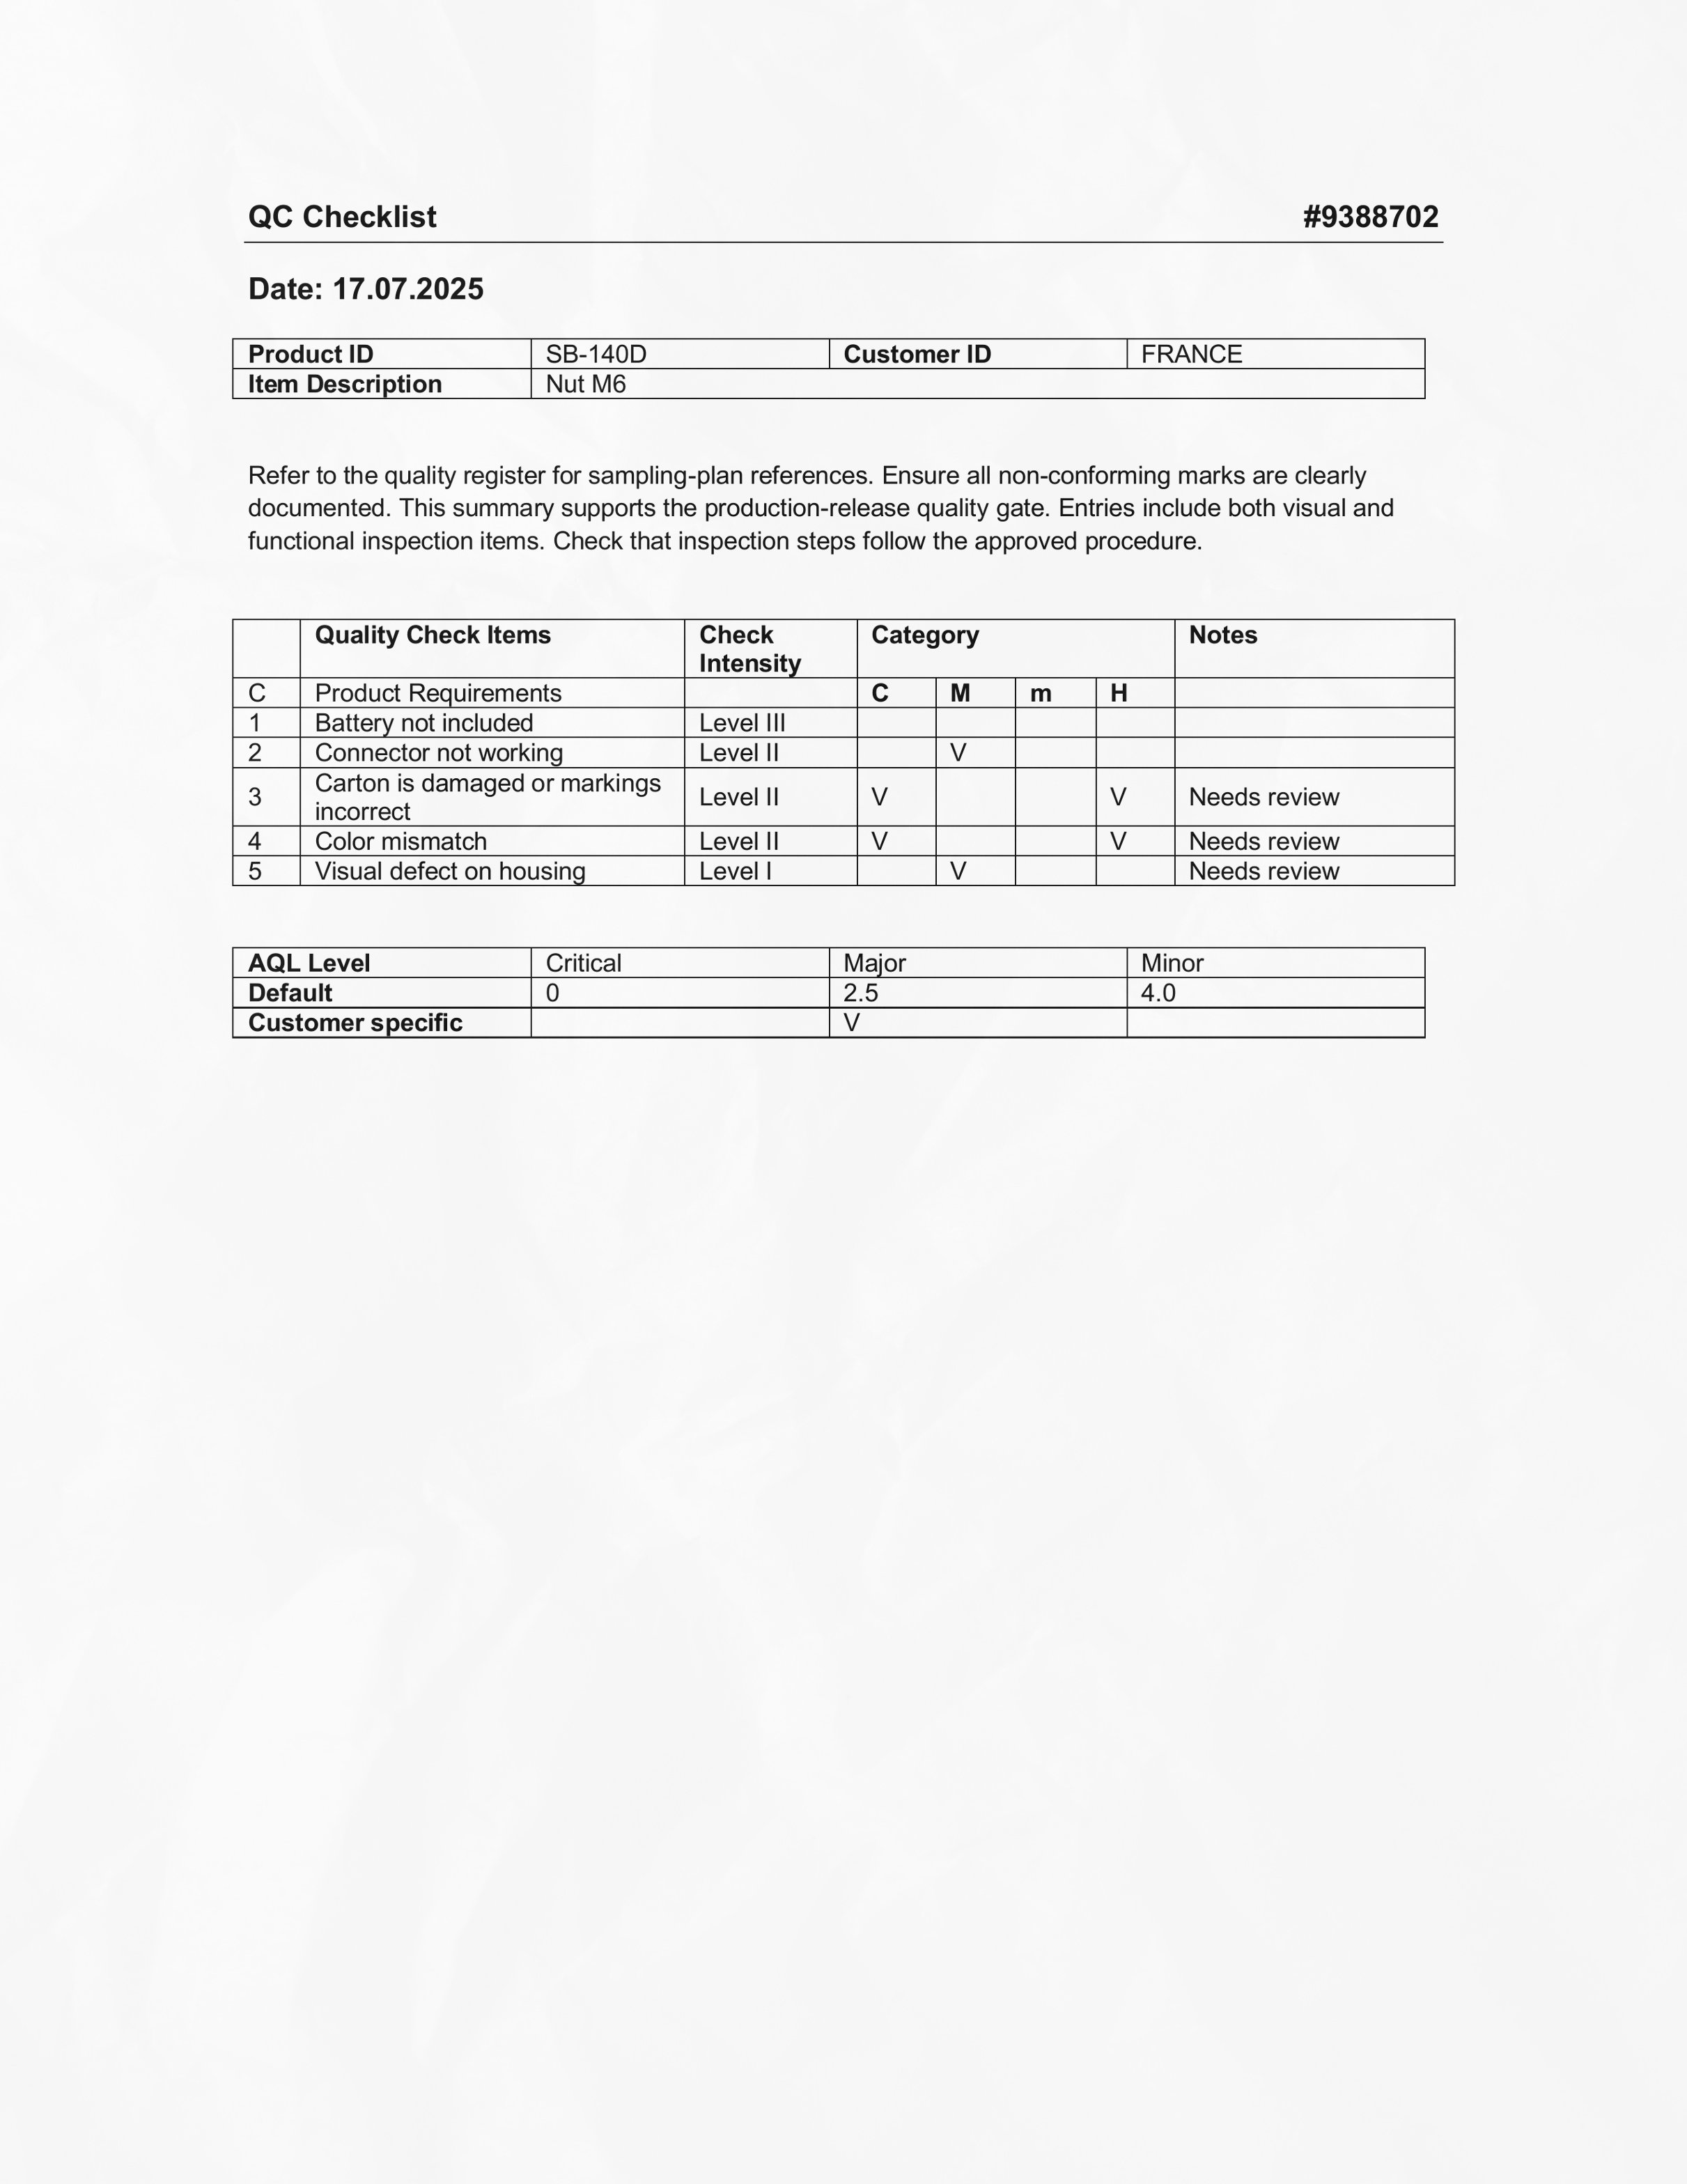 QC Checklist #9388702
Date: 17.07.2025
Product ID SB-140D Customer ID FRANCE
Item Description Nut M6
Refer to the quality register for sampling-plan references. Ensure all non-conforming marks are clearly
documented. This summary supports the production-release quality gate. Entries include both visual and
functional inspection items. Check that inspection steps follow the approved procedure.
Quality Check Items Check Category Notes
Intensity
C Product Requirements C M m H
1 Battery not included Level III
2 Connector not working Level II V
Carton is damaged or markings
3 Level II V V Needs review
incorrect
4 Color mismatch Level II V V Needs review
5 Visual defect on housing Level I V Needs review
AQL Level Critical Major Minor
Default 0 2.5 4.0
Customer specific V